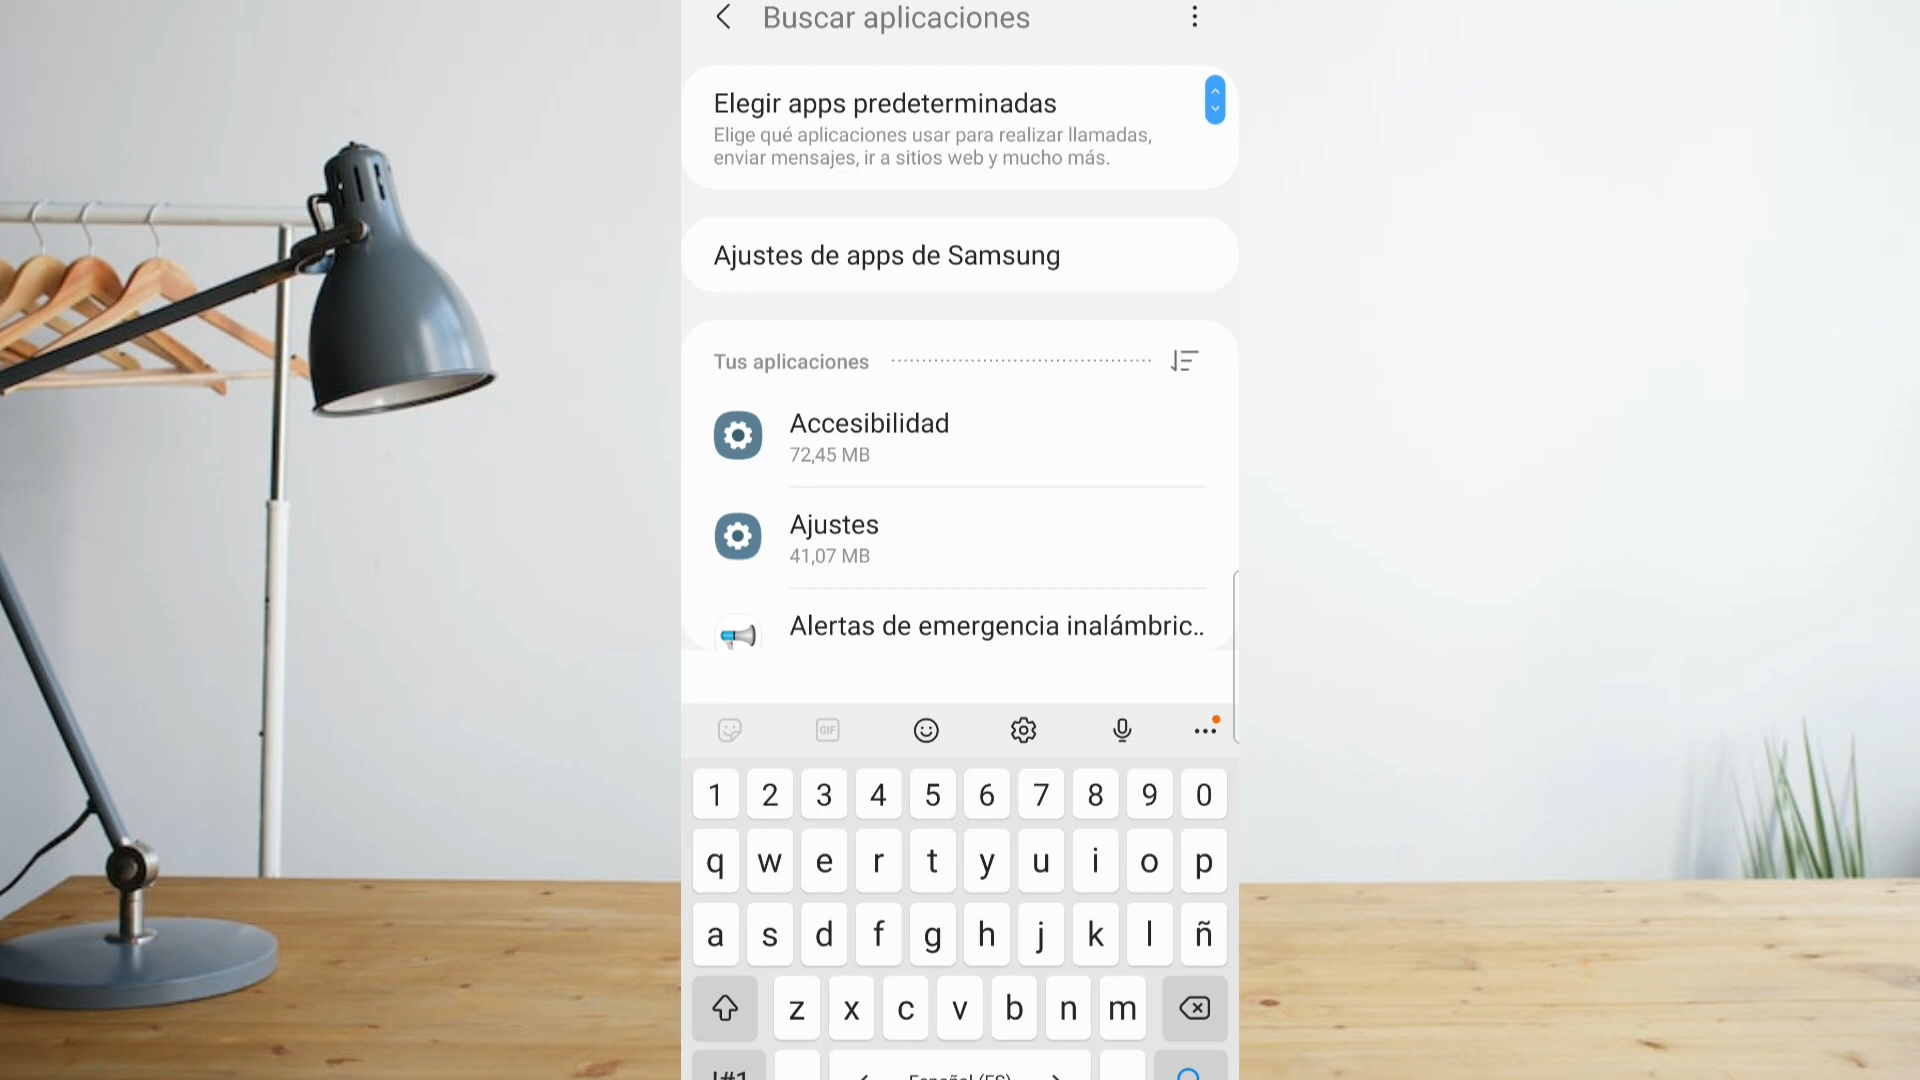 Buscar aplicaciones
Elegir apps predeterminadas
Elige qué aplicaciones usar para realizar llamadas,
enviar mensajes, ir a sitios web y mucho más.
Ajustes de apps de Samsung
Tus aplicaciones
Accesibilidad
72,45 MB
Ajustes
41,07 MB
Alertas de emergencia inalámbric..
GIF
1 2 3 4 5 6 7 8 9 0
q w e r t y u i o p
a s d f g h j k l ñ
z x c v b n m
!#1 Español (ES)